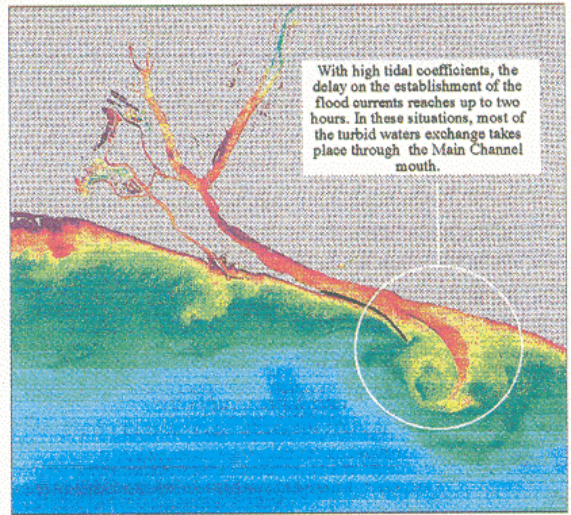 With high tidal coefficients, the
delay on the establishment of the
flood currents reaches up to two
hours. In these situations, most of
the turbid waters exchange takes
place through the Main Channel
mouth.